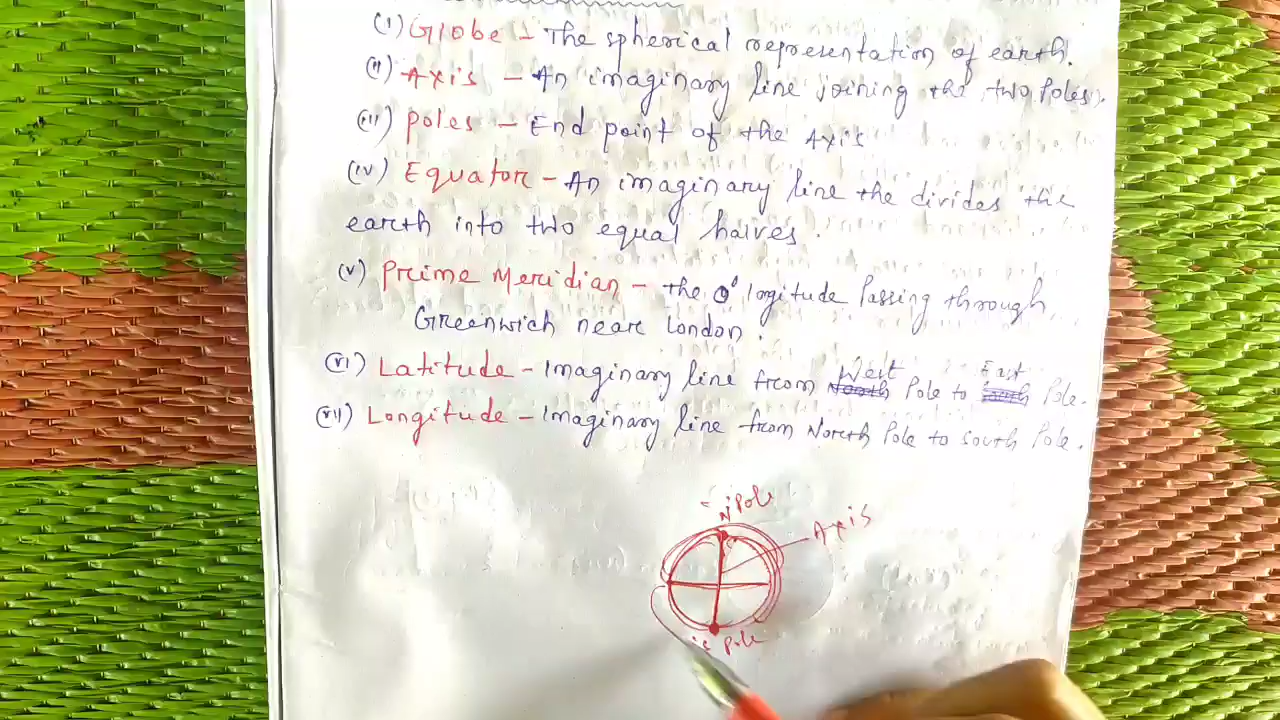 (i) Globe - The spherical representation of earth.
(ii) Axis - An imaginary line joining the two Poles.
(iii) Poles - End point of the Axis
(iv) Equator - An imaginary line the divides the
earth into two equal halves.
(v) Prime Meridian - the 0° logitude Passing through
Greenwich near London.
(vi) Latitude - Imaginary line from West Pole to East Pole.
(vii) Longitude - Imaginary line from North Pole to south Pole.
N Pole
Axis
Pole